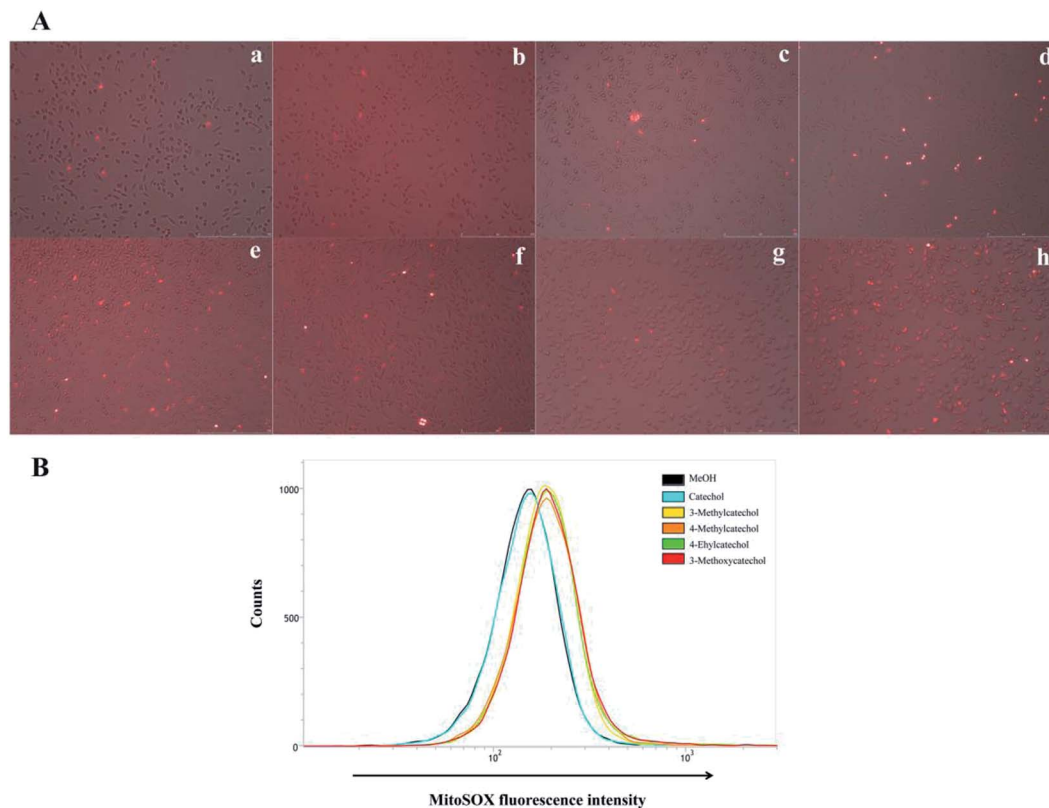 A
a b c d
e f g h
B
1000
500
0
Counts
MeOH
Catechol
3-Methylcatechol
4-Methylcatechol
4-Ehylcatechol
3-Methoxycatechol
10²
10³
MitoSOX fluorescence intensity